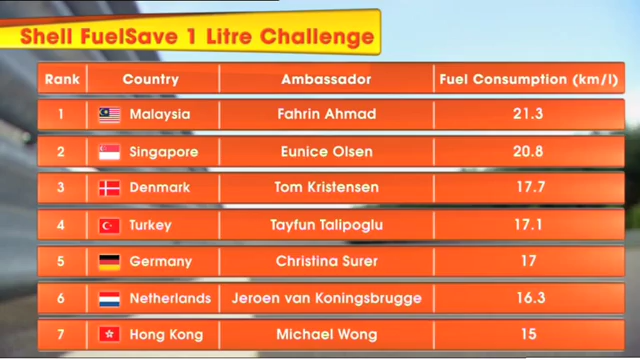 Shell FuelSave 1 Litre Challenge
Rank Country Ambassador Fuel Consumption (km/l)
1 Malaysia Fahrin Ahmad 21.3
2 Singapore Eunice Olsen 20.8
3 Denmark Tom Kristensen 17.7
4 Turkey Tayfun Talipoglu 17.1
5 Germany Christina Surer 17
6 Netherlands Jeroen van Koningsbrugge 16.3
7 Hong Kong Michael Wong 15